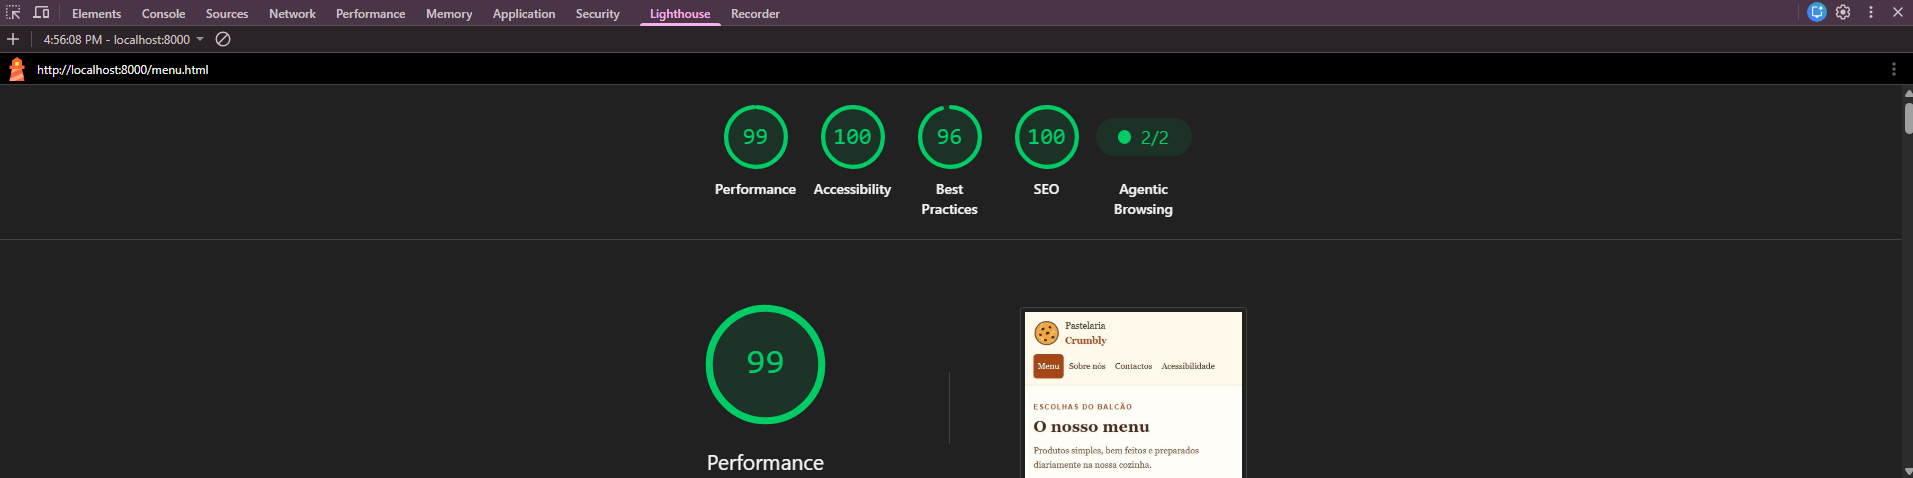 Elements Console Sources Network Performance Memory Application Security Lighthouse Recorder
4:56:08 PM - localhost:8000
http://localhost:8000/menu.html
99 100 96 100 2/2
Performance Accessibility Best Practices SEO Agentic Browsing
99
Performance
Pastelaria
Crumbly
Menu Sobre nós Contactos Acessibilidade
ESCOLHAS DO BALCÃO
O nosso menu
Produtos simples, bem feitos e preparados
diariamente na nossa cozinha.